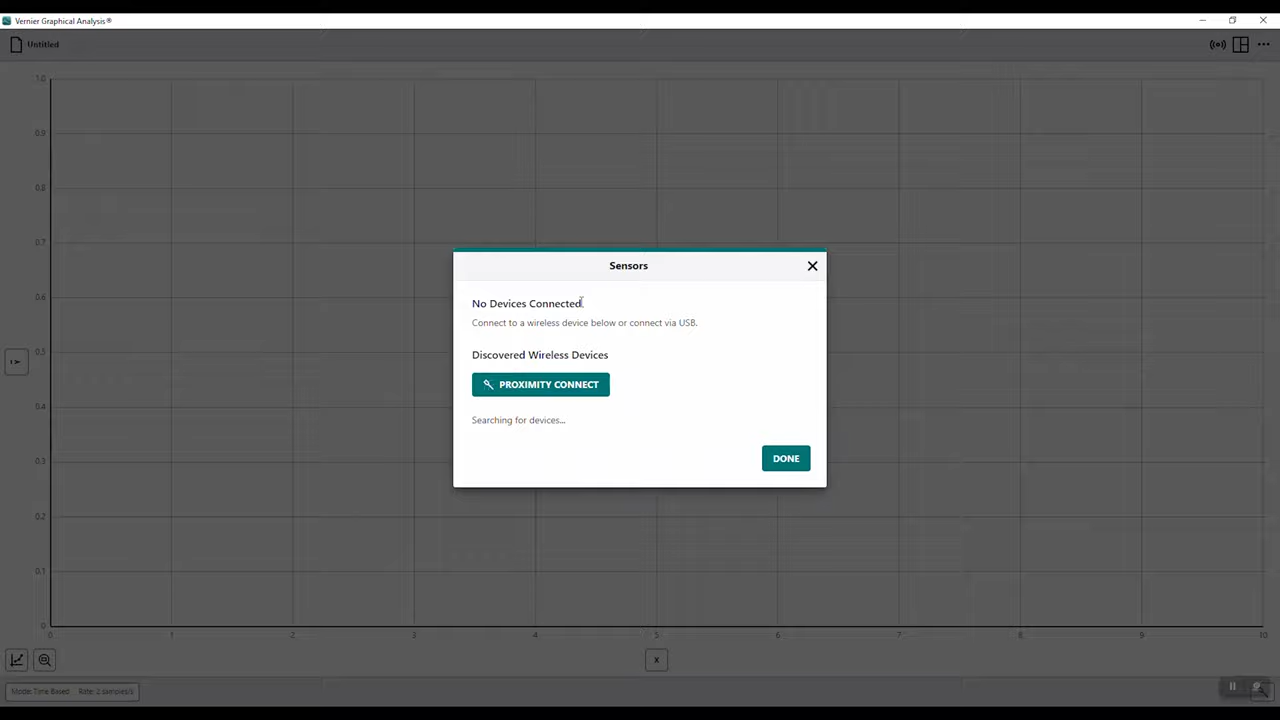 Vernier Graphical Analysis®
Untitled
1.0
0.9
0.8
0.7
0.6
0.5
0.4
0.3
0.2
0.1
0
0 1 2 3 4 5 6 7 8 9 10
Sensors
No Devices Connected
Connect to a wireless device below or connect via USB.
Discovered Wireless Devices
PROXIMITY CONNECT
Searching for devices...
DONE
X
Mode: Time Based Rate: 2 samples/s